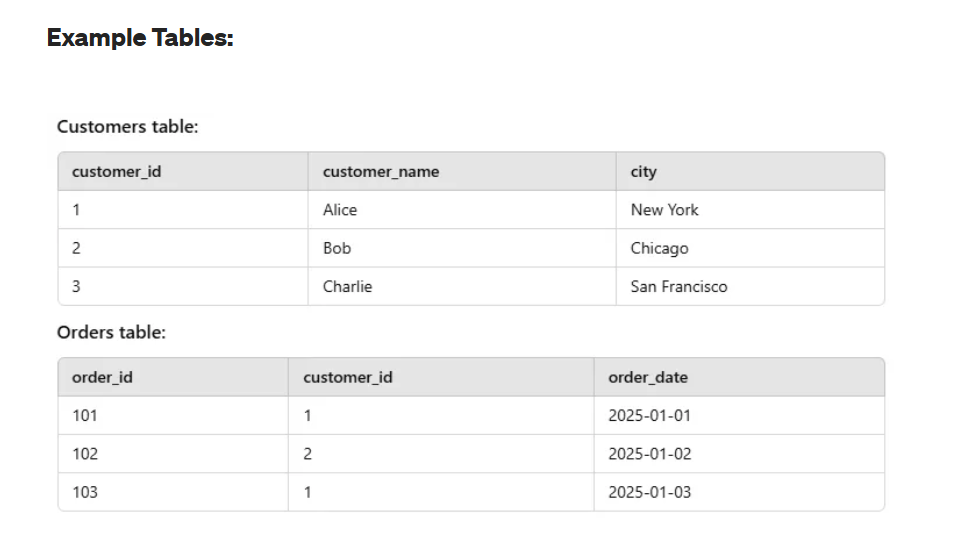 Example Tables:
Customers table:
customer_id customer_name city
1 Alice New York
2 Bob Chicago
3 Charlie San Francisco
Orders table:
order_id customer_id order_date
101 1 2025-01-01
102 2 2025-01-02
103 1 2025-01-03